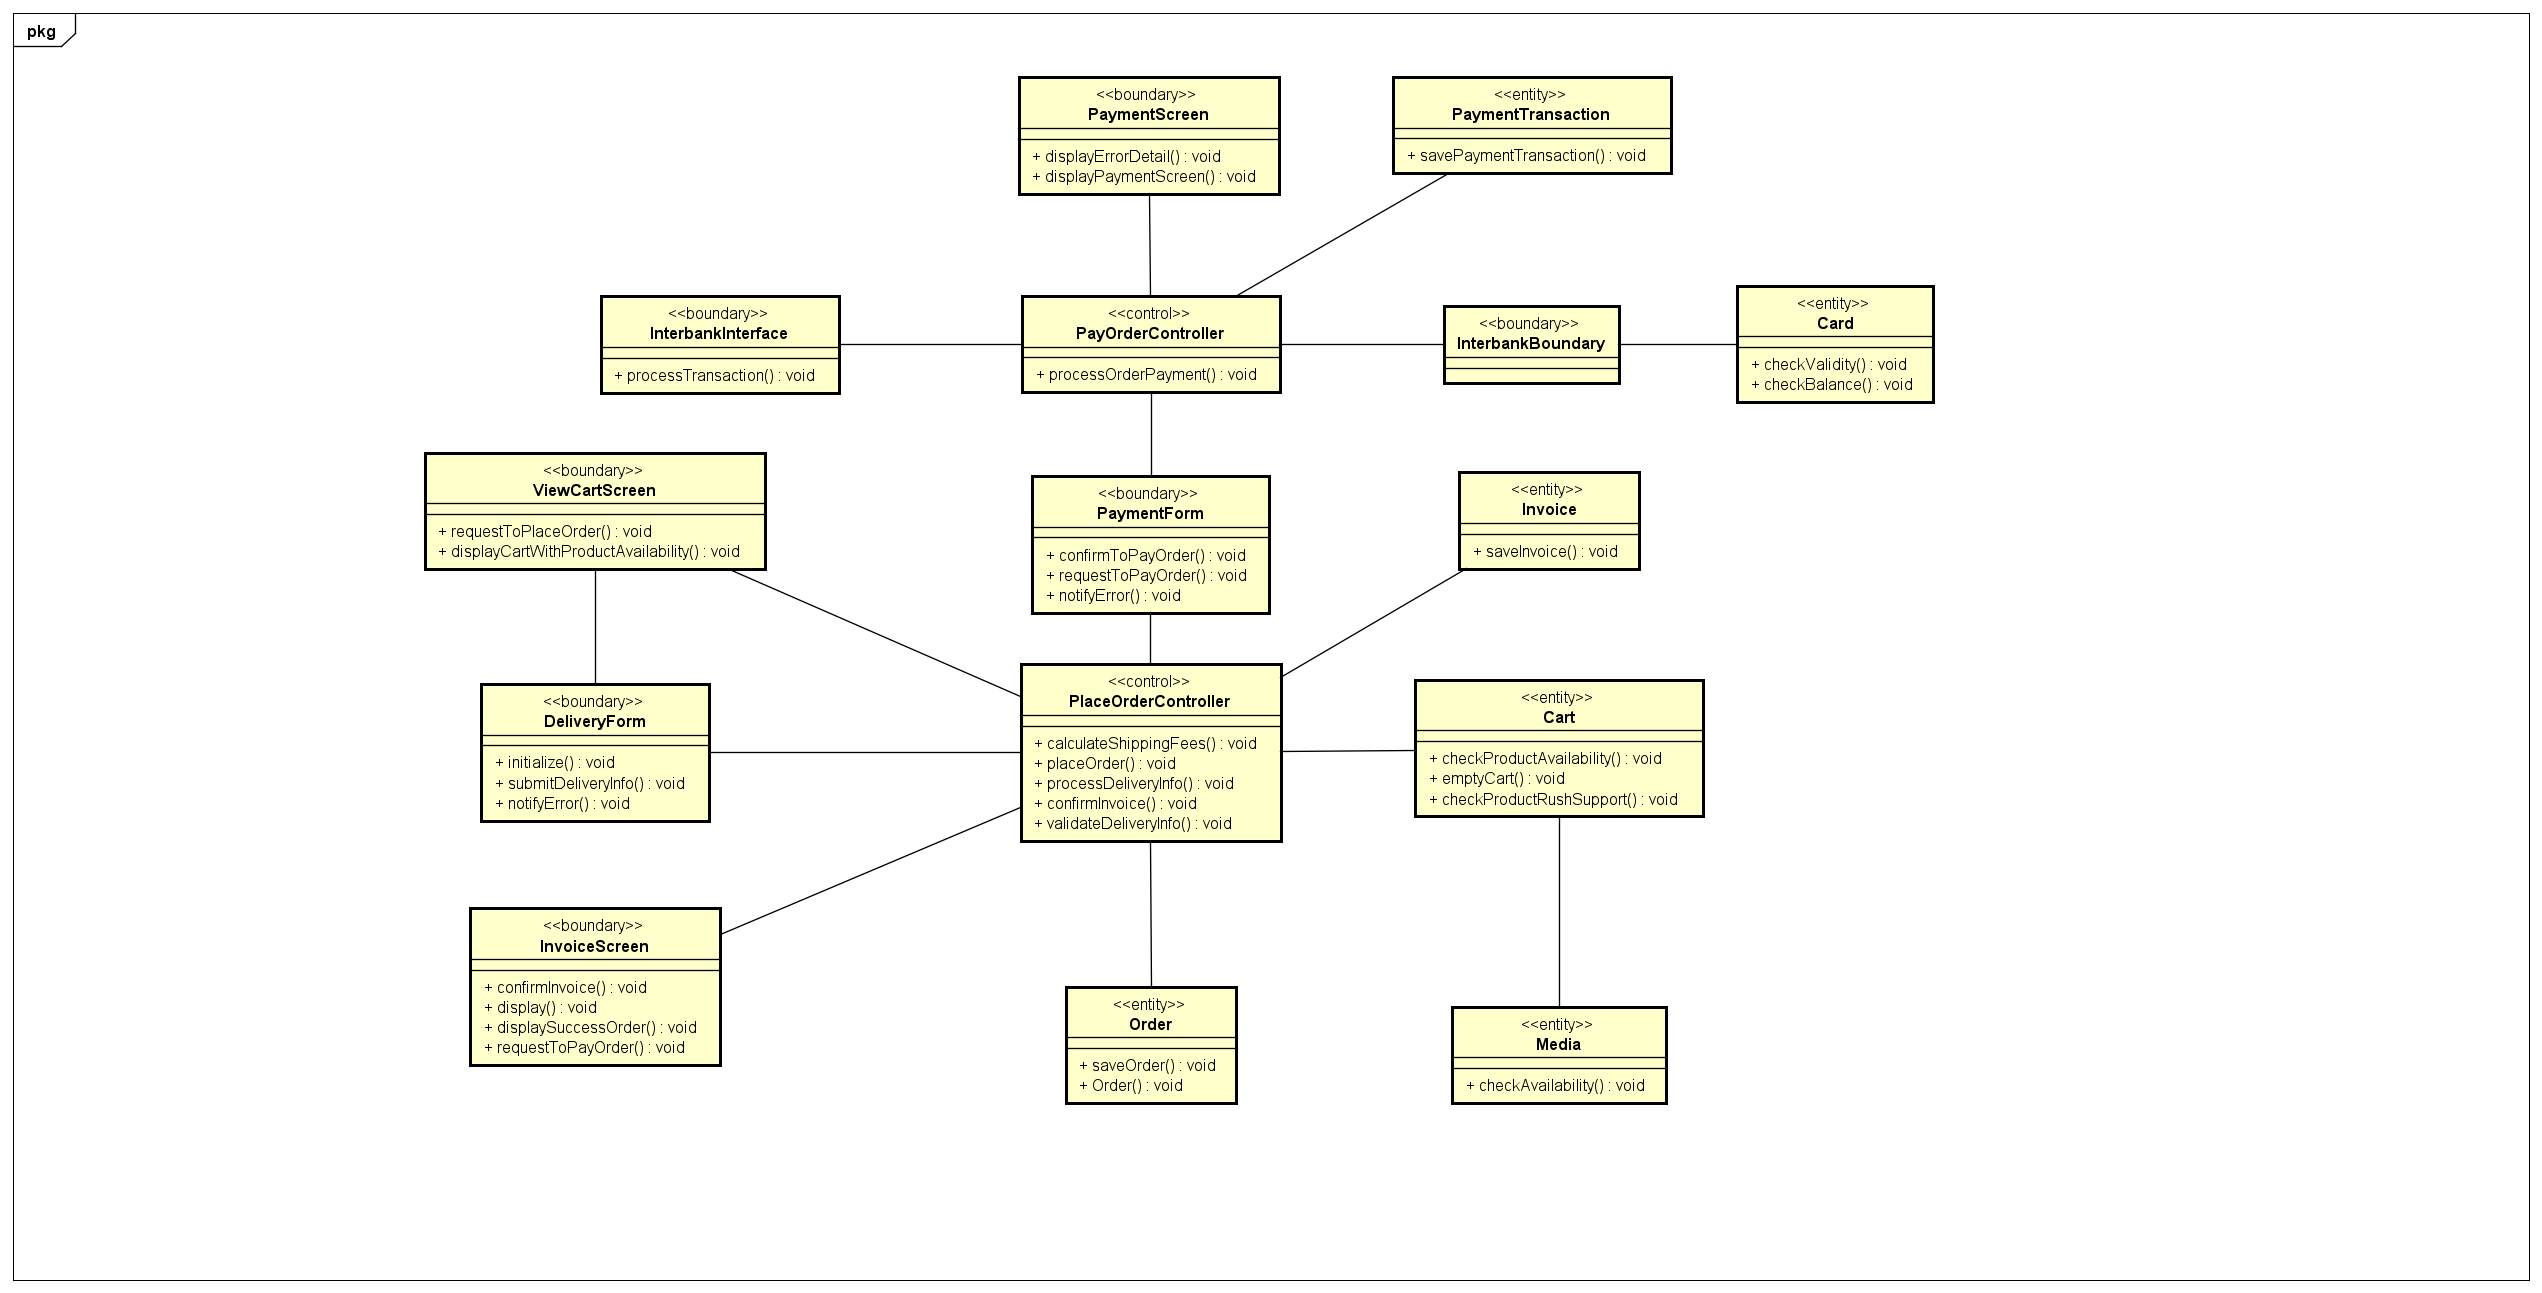 pkg
<<boundary>>
PaymentScreen
+ displayErrorDetail() : void
+ displayPaymentScreen() : void
<<entity>>
PaymentTransaction
+ savePaymentTransaction() : void
<<boundary>>
InterbankInterface
+ processTransaction() : void
<<control>>
PayOrderController
+ processOrderPayment() : void
<<boundary>>
InterbankBoundary
<<entity>>
Card
+ checkValidity() : void
+ checkBalance() : void
<<boundary>>
ViewCartScreen
+ requestToPlaceOrder() : void
+ displayCartWithProductAvailability() : void
<<boundary>>
PaymentForm
+ confirmToPayOrder() : void
+ requestToPayOrder() : void
+ notifyError() : void
<<entity>>
Invoice
+ saveInvoice() : void
<<boundary>>
DeliveryForm
+ initialize() : void
+ submitDeliveryInfo() : void
+ notifyError() : void
<<control>>
PlaceOrderController
+ calculateShippingFees() : void
+ placeOrder() : void
+ processDeliveryInfo() : void
+ confirmInvoice() : void
+ validateDeliveryInfo() : void
<<entity>>
Cart
+ checkProductAvailability() : void
+ emptyCart() : void
+ checkProductRushSupport() : void
<<boundary>>
InvoiceScreen
+ confirmInvoice() : void
+ display() : void
+ displaySuccessOrder() : void
+ requestToPayOrder() : void
<<entity>>
Order
+ saveOrder() : void
+ Order() : void
<<entity>>
Media
+ checkAvailability() : void